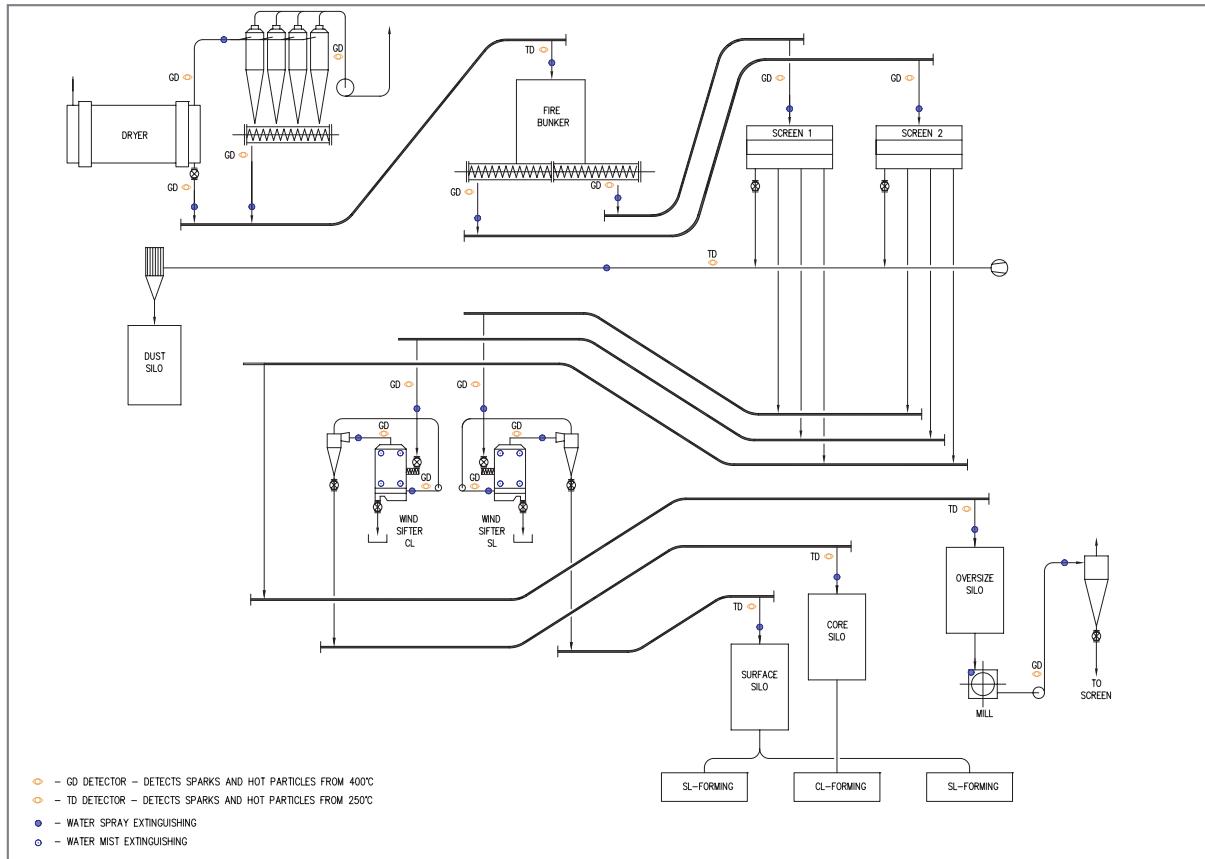 GD
TD
GD
GD
GD
GD
DRYER
FIRE
BUNKER
SCREEN 1
SCREEN 2
GD
GD
GD
GD
TD
DUST
SILO
GD
GD
GD
GD
GD
GD
WIND
SIFTER
CL
WIND
SIFTER
SL
TD
TD
OVERSIZE
SILO
TD
CORE
SILO
GD
SURFACE
SILO
TO
SCREEN
MILL
SL-FORMING
CL-FORMING
SL-FORMING
- GD DETECTOR - DETECTS SPARKS AND HOT PARTICLES FROM 400°C
- TD DETECTOR - DETECTS SPARKS AND HOT PARTICLES FROM 250°C
- WATER SPRAY EXTINGUISHING
- WATER MIST EXTINGUISHING